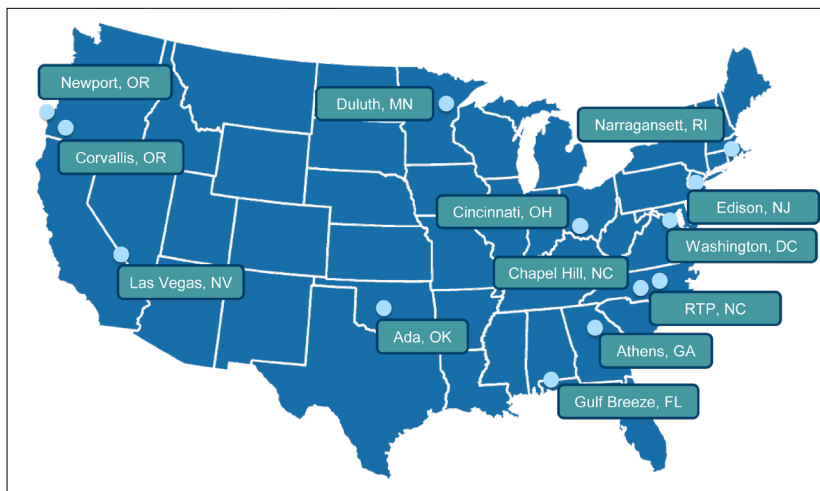 Newport, OR
Duluth, MN
Narragansett, RI
Corvallis, OR
Edison, NJ
Cincinnati, OH
Washington, DC
Chapel Hill, NC
Las Vegas, NV
RTP, NC
Ada, OK
Athens, GA
Gulf Breeze, FL